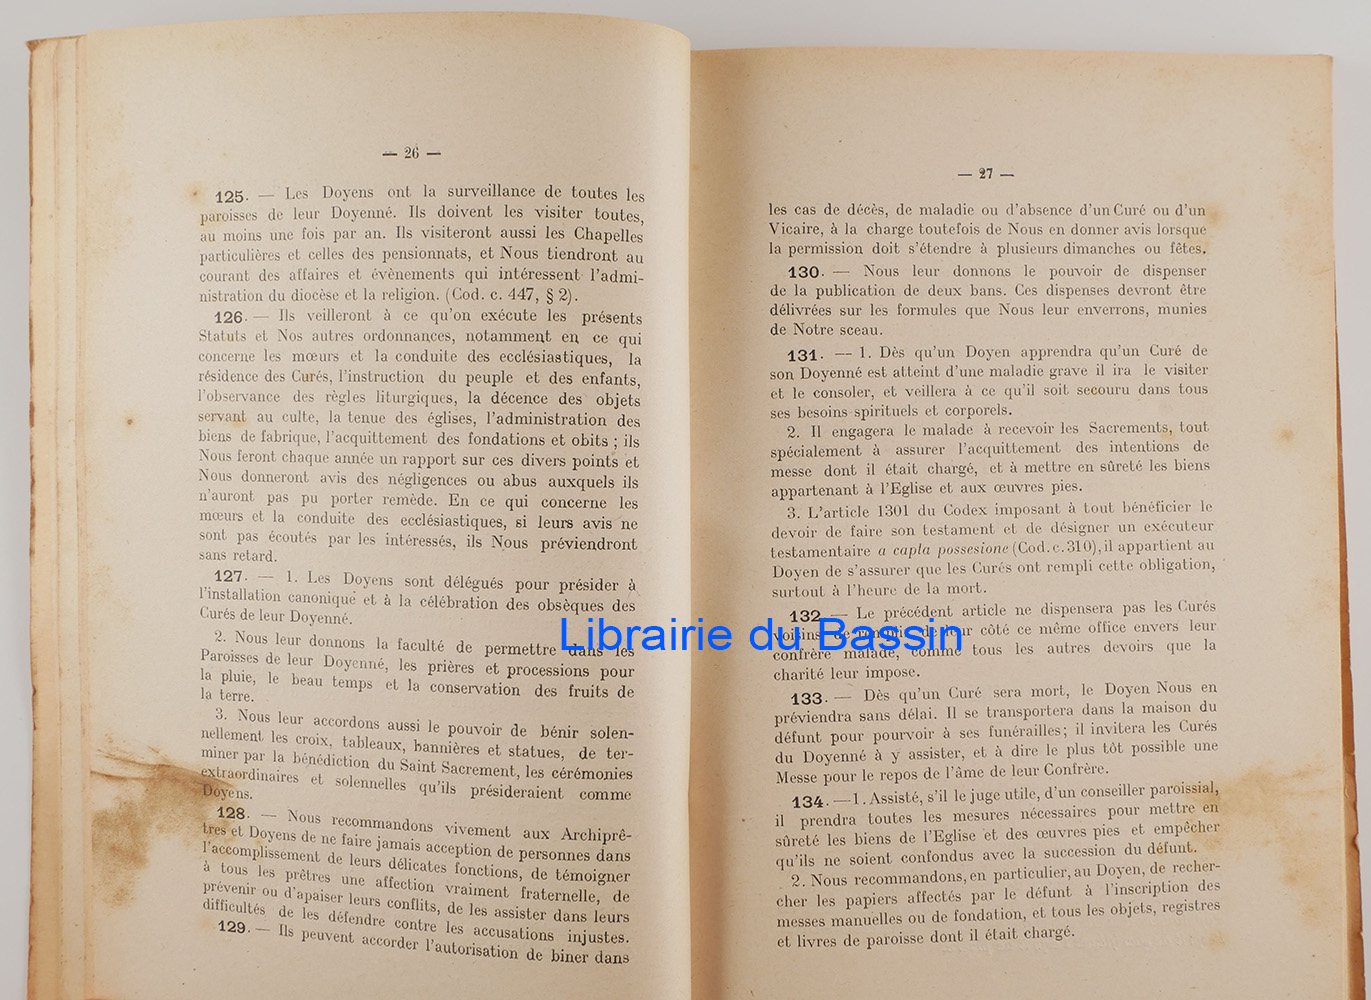 — 26 —
125. — Les Doyens ont la surveillance de toutes les
paroisses de leur Doyenné. Ils doivent les visiter toutes,
au moins une fois par an. Ils visiteront aussi les Chapelles
particulières et celles des pensionnats, et Nous tiendront au
courant des affaires et évènements qui intéressent l'admi-
nistration du diocèse et la religion. (Cod. c. 447, § 2).
126. — Ils veilleront à ce qu'on exécute les présents
Statuts et Nos autres ordonnances, notamment en ce qui
concerne les mœurs et la conduite des ecclésiastiques, la
résidence des Curés, l'instruction du peuple et des enfants,
l'observance des règles liturgiques, la décence des objets
servant au culte, la tenue des églises, l'administration des
biens de fabrique, l'acquittement des fondations et obits ; ils
Nous feront chaque année un rapport sur ces divers points et
Nous donneront avis des négligences ou abus auxquels ils
n'auront pas pu porter remède. En ce qui concerne les
mœurs et la conduite des ecclésiastiques, si leurs avis ne
sont pas écoutés par les intéressés, ils Nous préviendront
sans retard.
127. — 1. Les Doyens sont délégués pour présider à
l'installation canonique et à la célébration des obsèques des
Curés de leur Doyenné.
2. Nous leur donnons la faculté de permettre dans les
Paroisses de leur Doyenné, les prières et processions pour
la pluie, le beau temps et la conservation des fruits de
la terre.
3. Nous leur accordons aussi le pouvoir de bénir solen-
nellement les croix, tableaux, bannières et statues, de ter-
miner par la bénédiction du Saint Sacrement, les cérémonies
extraordinaires et solennelles qu'ils présideraient comme
Doyens.
128. — Nous recommandons vivement aux Archiprê-
tres et Doyens de ne faire jamais acception de personnes dans
l'accomplissement de leurs délicates fonctions, de témoigner
à tous les prêtres une affection vraiment fraternelle, de
prévenir ou d'apaiser leurs conflits, de les assister dans leurs
difficultés de les défendre contre les accusations injustes.
129. — Ils peuvent accorder l'autorisation de biner dans
— 27 —
les cas de décès, de maladie ou d'absence d'un Curé ou d'un
Vicaire, à la charge toutefois de Nous en donner avis lorsque
la permission doit s'étendre à plusieurs dimanches ou fêtes.
130. — Nous leur donnons le pouvoir de dispenser
de la publication de deux bans. Ces dispenses devront être
délivrées sur les formules que Nous leur enverrons, munies
de Notre sceau.
131. — 1. Dès qu'un Doyen apprendra qu'un Curé de
son Doyenné est atteint d'une maladie grave il ira le visiter
et le consoler, et veillera à ce qu'il soit secouru dans tous
ses besoins spirituels et corporels.
2. Il engagera le malade à recevoir les Sacrements, tout
spécialement à assurer l'acquittement des intentions de
messe dont il était chargé, et à mettre en sûreté les biens
appartenant à l'Eglise et aux œuvres pies.
3. L'article 1301 du Codex imposant à tout bénéficier le
devoir de faire son testament et de désigner un exécuteur
testamentaire a capla possesione (Cod. c. 310), il appartient au
Doyen de s'assurer que les Curés ont rempli cette obligation,
surtout à l'heure de la mort.
132 — Le précédent article ne dispensera pas les Curés
voisins de remplir de leur côté ce même office envers leur
confrère malade, comme tous les autres devoirs que la
charité leur impose.
133. — Dès qu'un Curé sera mort, le Doyen Nous en
préviendra sans délai. Il se transportera dans la maison du
défunt pour pourvoir à ses funérailles ; il invitera les Curés
du Doyenné à y assister, et à dire le plus tôt possible une
Messe pour le repos de l'âme de leur Confrère.
134. — 1. Assisté, s'il le juge utile, d'un conseiller paroissial,
il prendra toutes les mesures nécessaires pour mettre en
sûreté les biens de l'Eglise et des œuvres pies et empêcher
qu'ils ne soient confondus avec la succession du défunt.
2. Nous recommandons, en particulier, au Doyen, de recher-
cher les papiers affectés par le défunt à l'inscription des
messes manuelles ou de fondation, et tous les objets, registres
et livres de paroisse dont il était chargé.
Librairie du Bassin